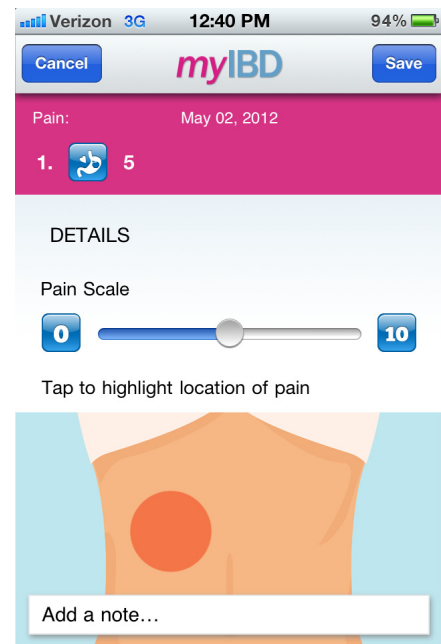 Verizon 3G 12:40 PM 94%
Cancel myIBD Save
Pain: May 02, 2012
1. 5
DETAILS
Pain Scale
0 10
Tap to highlight location of pain
Add a note…